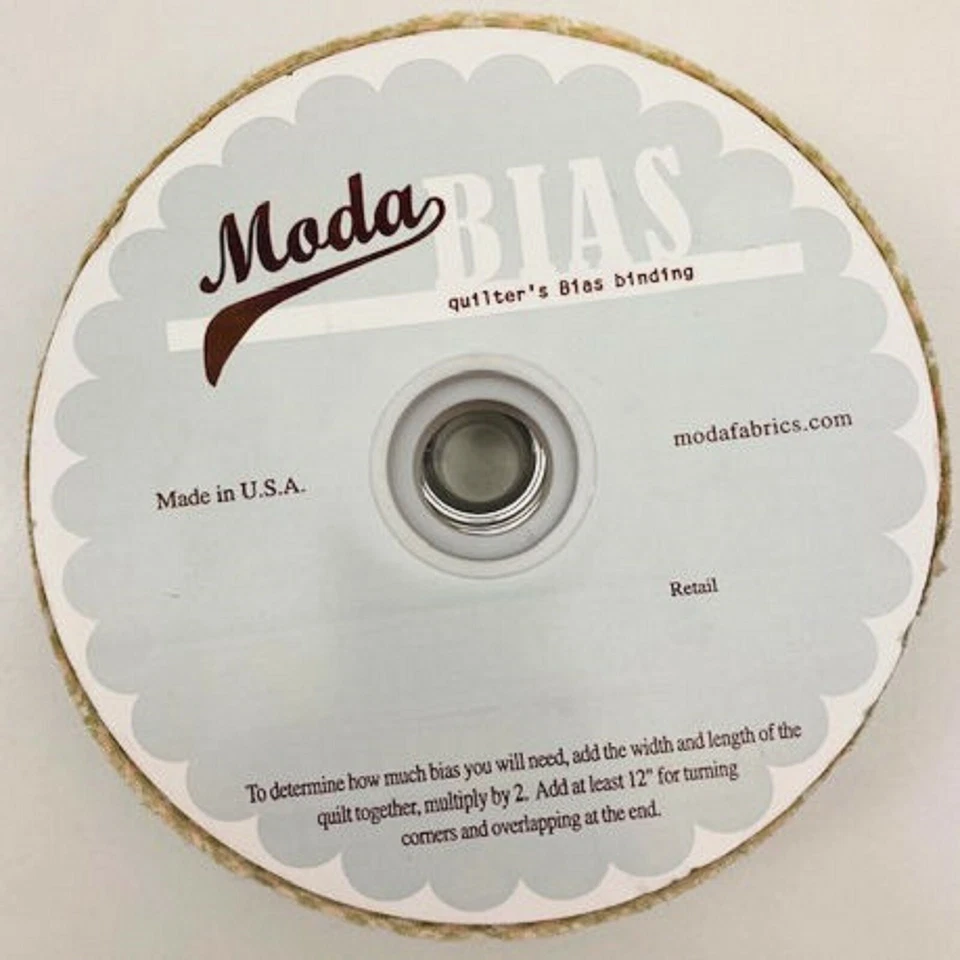 Moda BIAS
quilter's Bias binding
modafabrics.com
Made in U.S.A.
Retail
To determine how much bias you will need, add the width and length of the
quilt together, multiply by 2. Add at least 12" for turning
corners and overlapping at the end.